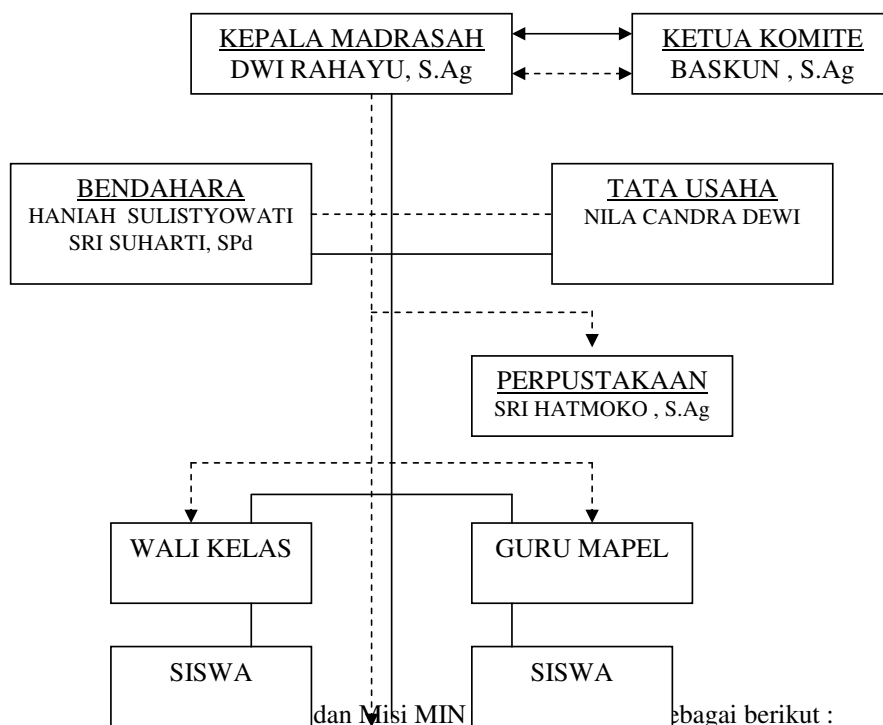 KEPALA MADRASAH
DWI RAHAYU, S.Ag
KETUA KOMITE
BASKUN , S.Ag
BENDAHARA
HANIAH SULISTYOWATI
SRI SUHARTI, SPd
TATA USAHA
NILA CANDRA DEWI
PERPUSTAKAAN
SRI HATMOKO , S.Ag
WALI KELAS
GURU MAPEL
SISWA
SISWA
dan Misi MIN ebagai berikut :